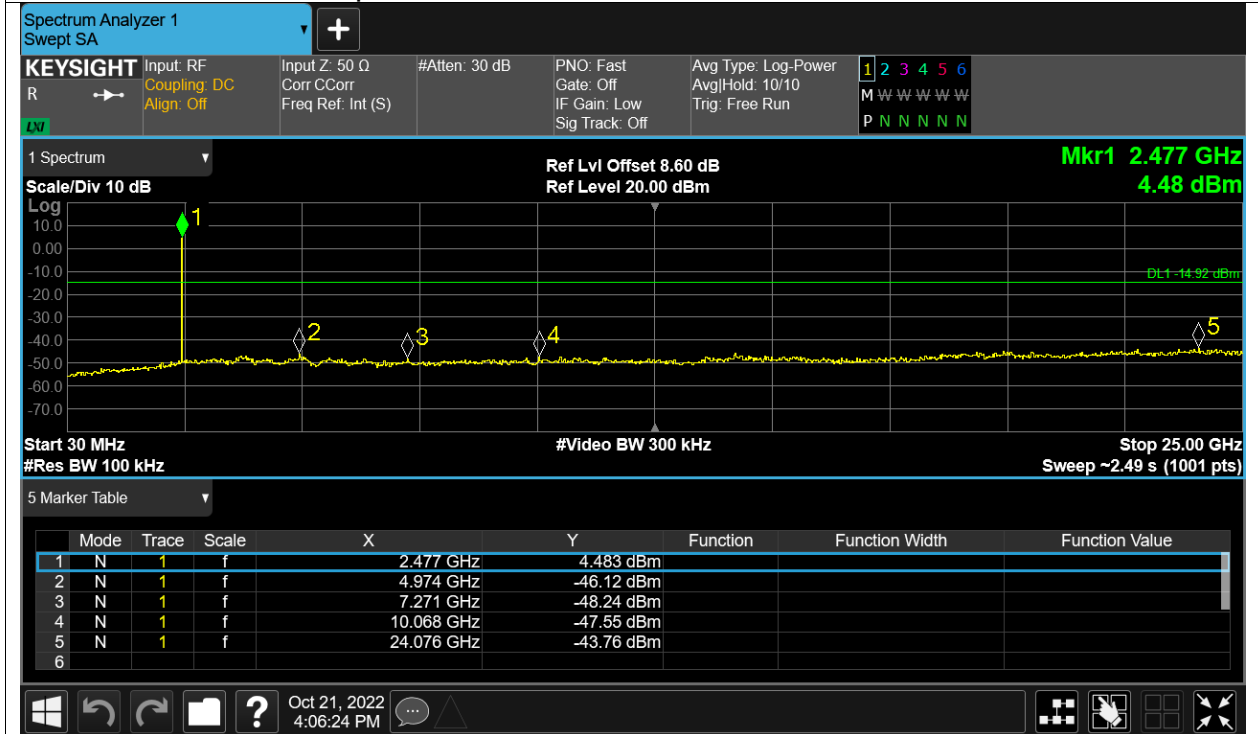 Spectrum Analyzer 1
Swept SA
KEYSIGHT
R
LXI
Input: RF
Coupling: DC
Align: Off
Input Z: 50 Ω
Corr CCorr
Freq Ref: Int (S)
#Atten: 30 dB
PNO: Fast
Gate: Off
IF Gain: Low
Sig Track: Off
Avg Type: Log-Power
Avg|Hold: 10/10
Trig: Free Run
1 2 3 4 5 6
M W W W W W
P N N N N N
1 Spectrum
Scale/Div 10 dB
Ref Lvl Offset 8.60 dB
Ref Level 20.00 dBm
Mkr1 2.477 GHz
4.48 dBm
Log
10.0
0.00
-10.0
-20.0
-30.0
-40.0
-50.0
-60.0
-70.0
1
2
3
4
5
DL1 -14.92 dBm
Start 30 MHz
#Video BW 300 kHz
Stop 25.00 GHz
#Res BW 100 kHz
Sweep ~2.49 s (1001 pts)
5 Marker Table
Mode Trace Scale X Y Function Function Width Function Value
1 N 1 f 2.477 GHz 4.483 dBm
2 N 1 f 4.974 GHz -46.12 dBm
3 N 1 f 7.271 GHz -48.24 dBm
4 N 1 f 10.068 GHz -47.55 dBm
5 N 1 f 24.076 GHz -43.76 dBm
6
?
Oct 21, 2022
4:06:24 PM